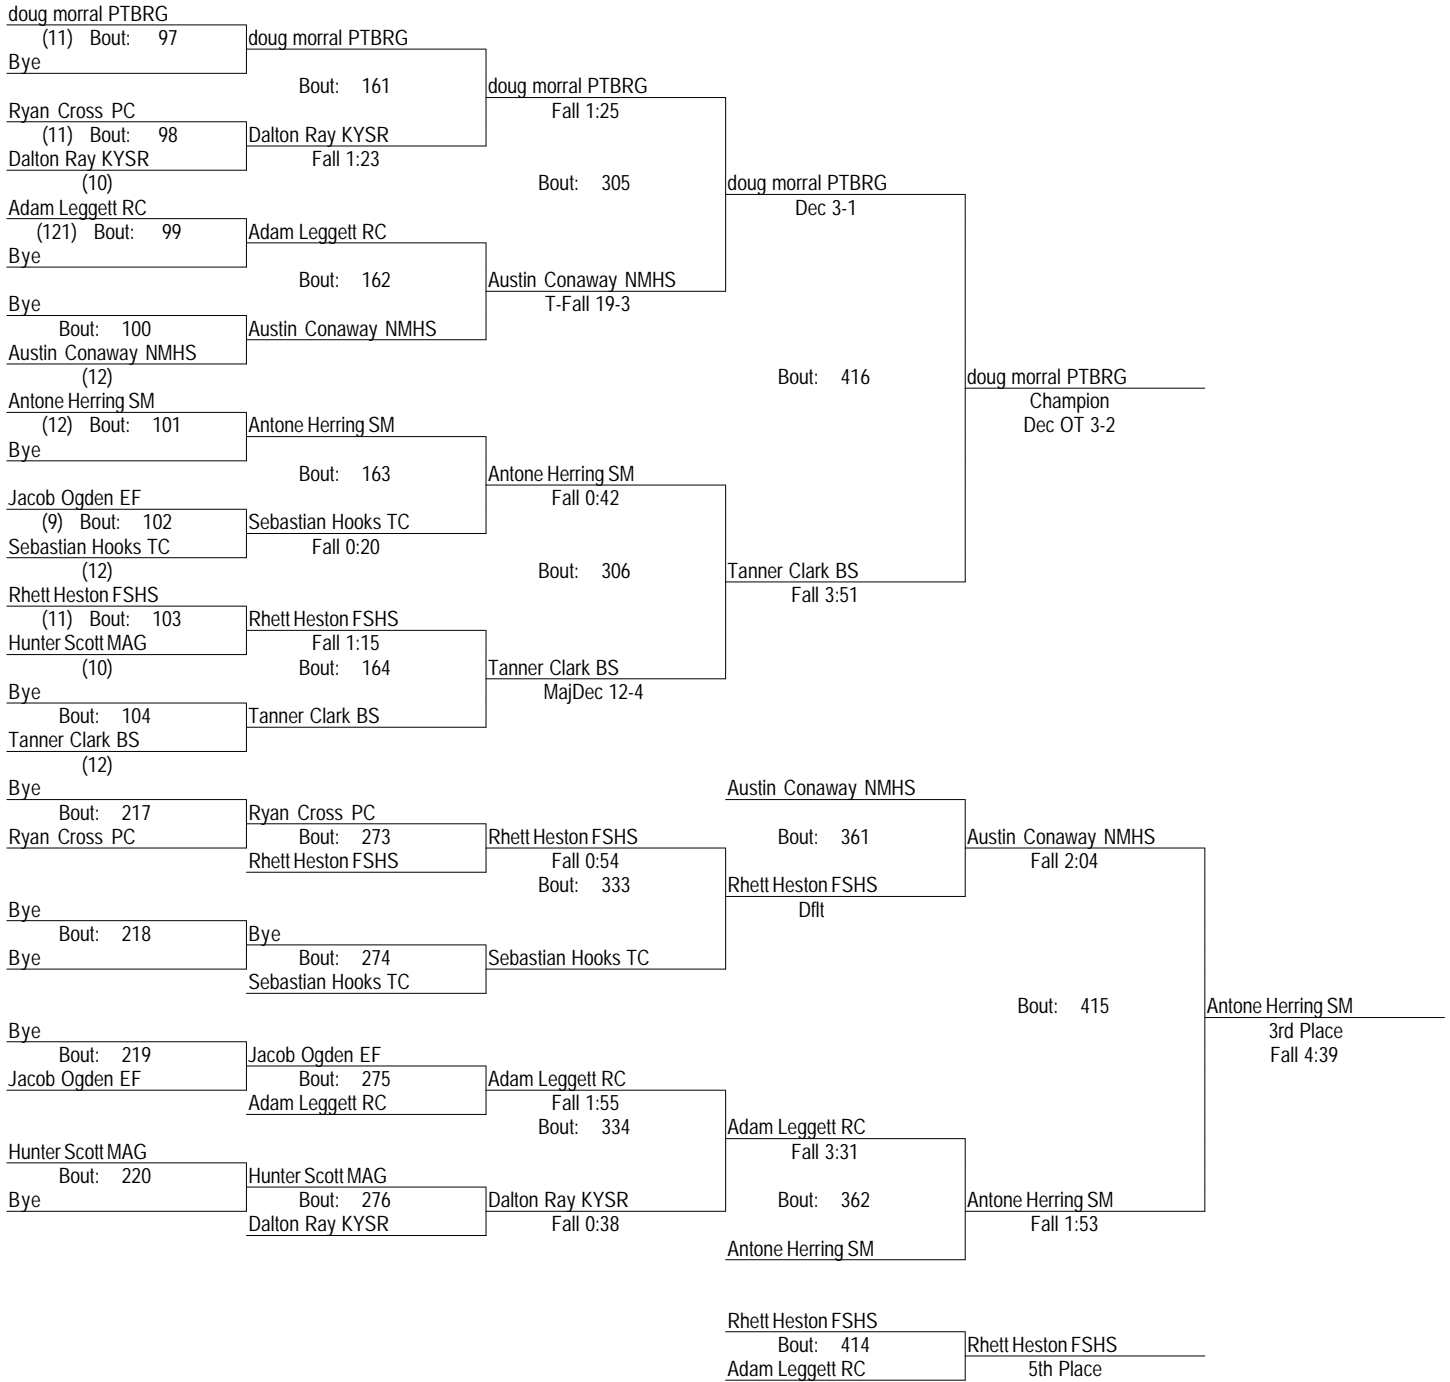 doug morral PTBRG
(11) Bout: 97 doug morral PTBRG
Bye
Bout: 161 doug morral PTBRG
Ryan Cross PC Fall 1:25
(11) Bout: 98 Dalton Ray KYSR
Dalton Ray KYSR Fall 1:23
(10) Bout: 305 doug morral PTBRG
Adam Leggett RC Dec 3-1
(121) Bout: 99 Adam Leggett RC
Bye
Bout: 162 Austin Conaway NMHS
Bye T-Fall 19-3
Bout: 100 Austin Conaway NMHS
Austin Conaway NMHS
(12) Bout: 416 doug morral PTBRG
Antone Herring SM Champion
(12) Bout: 101 Antone Herring SM Dec OT 3-2
Bye
Bout: 163 Antone Herring SM
Jacob Ogden EF Fall 0:42
(9) Bout: 102 Sebastian Hooks TC
Sebastian Hooks TC Fall 0:20
(12) Bout: 306 Tanner Clark BS
Rhett Heston FSHS Fall 3:51
(11) Bout: 103 Rhett Heston FSHS
Hunter Scott MAG Fall 1:15
(10) Bout: 164 Tanner Clark BS
Bye MajDec 12-4
Bout: 104 Tanner Clark BS
Tanner Clark BS
(12)
Bye Austin Conaway NMHS
Bout: 217 Ryan Cross PC
Ryan Cross PC Bout: 273 Rhett Heston FSHS Bout: 361 Austin Conaway NMHS
Rhett Heston FSHS Fall 0:54 Fall 2:04
Bout: 333 Rhett Heston FSHS
Bye Dflt
Bout: 218 Bye
Bye Bout: 274 Sebastian Hooks TC
Sebastian Hooks TC
Bout: 415 Antone Herring SM
Bye 3rd Place
Bout: 219 Jacob Ogden EF Fall 4:39
Jacob Ogden EF Bout: 275 Adam Leggett RC
Adam Leggett RC Fall 1:55
Bout: 334 Adam Leggett RC
Hunter Scott MAG Fall 3:31
Bout: 220 Hunter Scott MAG
Bye Bout: 276 Dalton Ray KYSR Bout: 362 Antone Herring SM
Dalton Ray KYSR Fall 0:38 Fall 1:53
Antone Herring SM
Rhett Heston FSHS
Bout: 414 Rhett Heston FSHS
Adam Leggett RC 5th Place